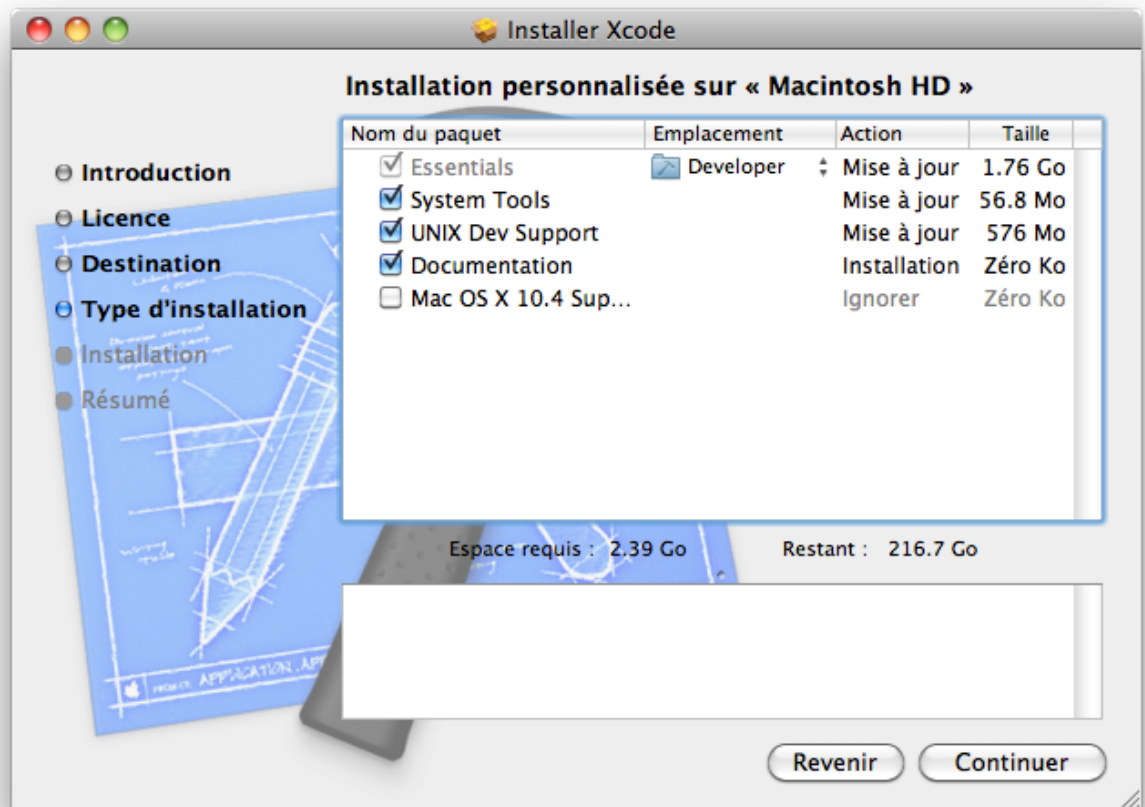 Installer Xcode
Installation personnalisée sur « Macintosh HD »
Introduction
Licence
Destination
Type d'installation
Installation
Résumé
Nom du paquet Emplacement Action Taille
Essentials Developer Mise à jour 1.76 Go
System Tools Mise à jour 56.8 Mo
UNIX Dev Support Mise à jour 576 Mo
Documentation Installation Zéro Ko
Mac OS X 10.4 Sup... Ignorer Zéro Ko
Espace requis : 2.39 Go Restant : 216.7 Go
PROJECT: APPLICATION.APP
Revenir Continuer